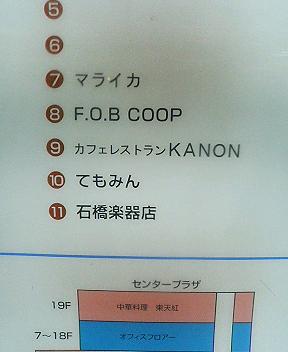 5
6
7 マライカ
8 F.O.B COOP
9 カフェレストランKANON
10 てもみん
11 石橋楽器店
センタープラザ
19F 中華料理 東天紅
7〜18F オフィスフロアー